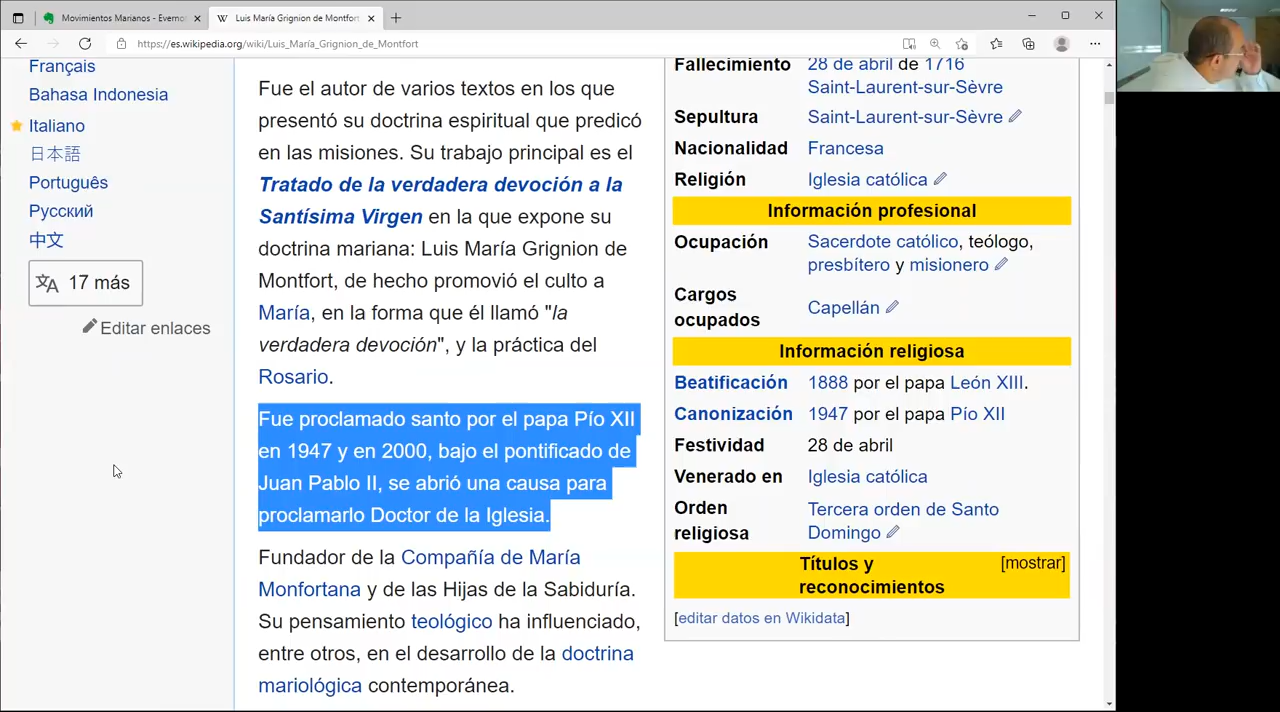 Movimientos Marianos - Evernot
Luis María Grignion de Montfort
https://es.wikipedia.org/wiki/Luis_María_Grignion_de_Montfort
Français
Bahasa Indonesia
Italiano
日本語
Português
Русский
中文
17 más
Editar enlaces
Fue el autor de varios textos en los que
presentó su doctrina espiritual que predicó
en las misiones. Su trabajo principal es el
Tratado de la verdadera devoción a la
Santísima Virgen en la que expone su
doctrina mariana: Luis María Grignion de
Montfort, de hecho promovió el culto a
María, en la forma que él llamó "la
verdadera devoción", y la práctica del
Rosario.
Fue proclamado santo por el papa Pío XII
en 1947 y en 2000, bajo el pontificado de
Juan Pablo II, se abrió una causa para
proclamarlo Doctor de la Iglesia.
Fundador de la Compañía de María
Monfortana y de las Hijas de la Sabiduría.
Su pensamiento teológico ha influenciado,
entre otros, en el desarrollo de la doctrina
mariológica contemporánea.
Fallecimiento 28 de abril de 1716
Saint-Laurent-sur-Sèvre
Sepultura Saint-Laurent-sur-Sèvre
Nacionalidad Francesa
Religión Iglesia católica
Información profesional
Ocupación Sacerdote católico, teólogo,
presbítero y misionero
Cargos
ocupados Capellán
Información religiosa
Beatificación 1888 por el papa León XIII.
Canonización 1947 por el papa Pío XII
Festividad 28 de abril
Venerado en Iglesia católica
Orden
religiosa Tercera orden de Santo
Domingo
Títulos y
reconocimientos [mostrar]
[editar datos en Wikidata]